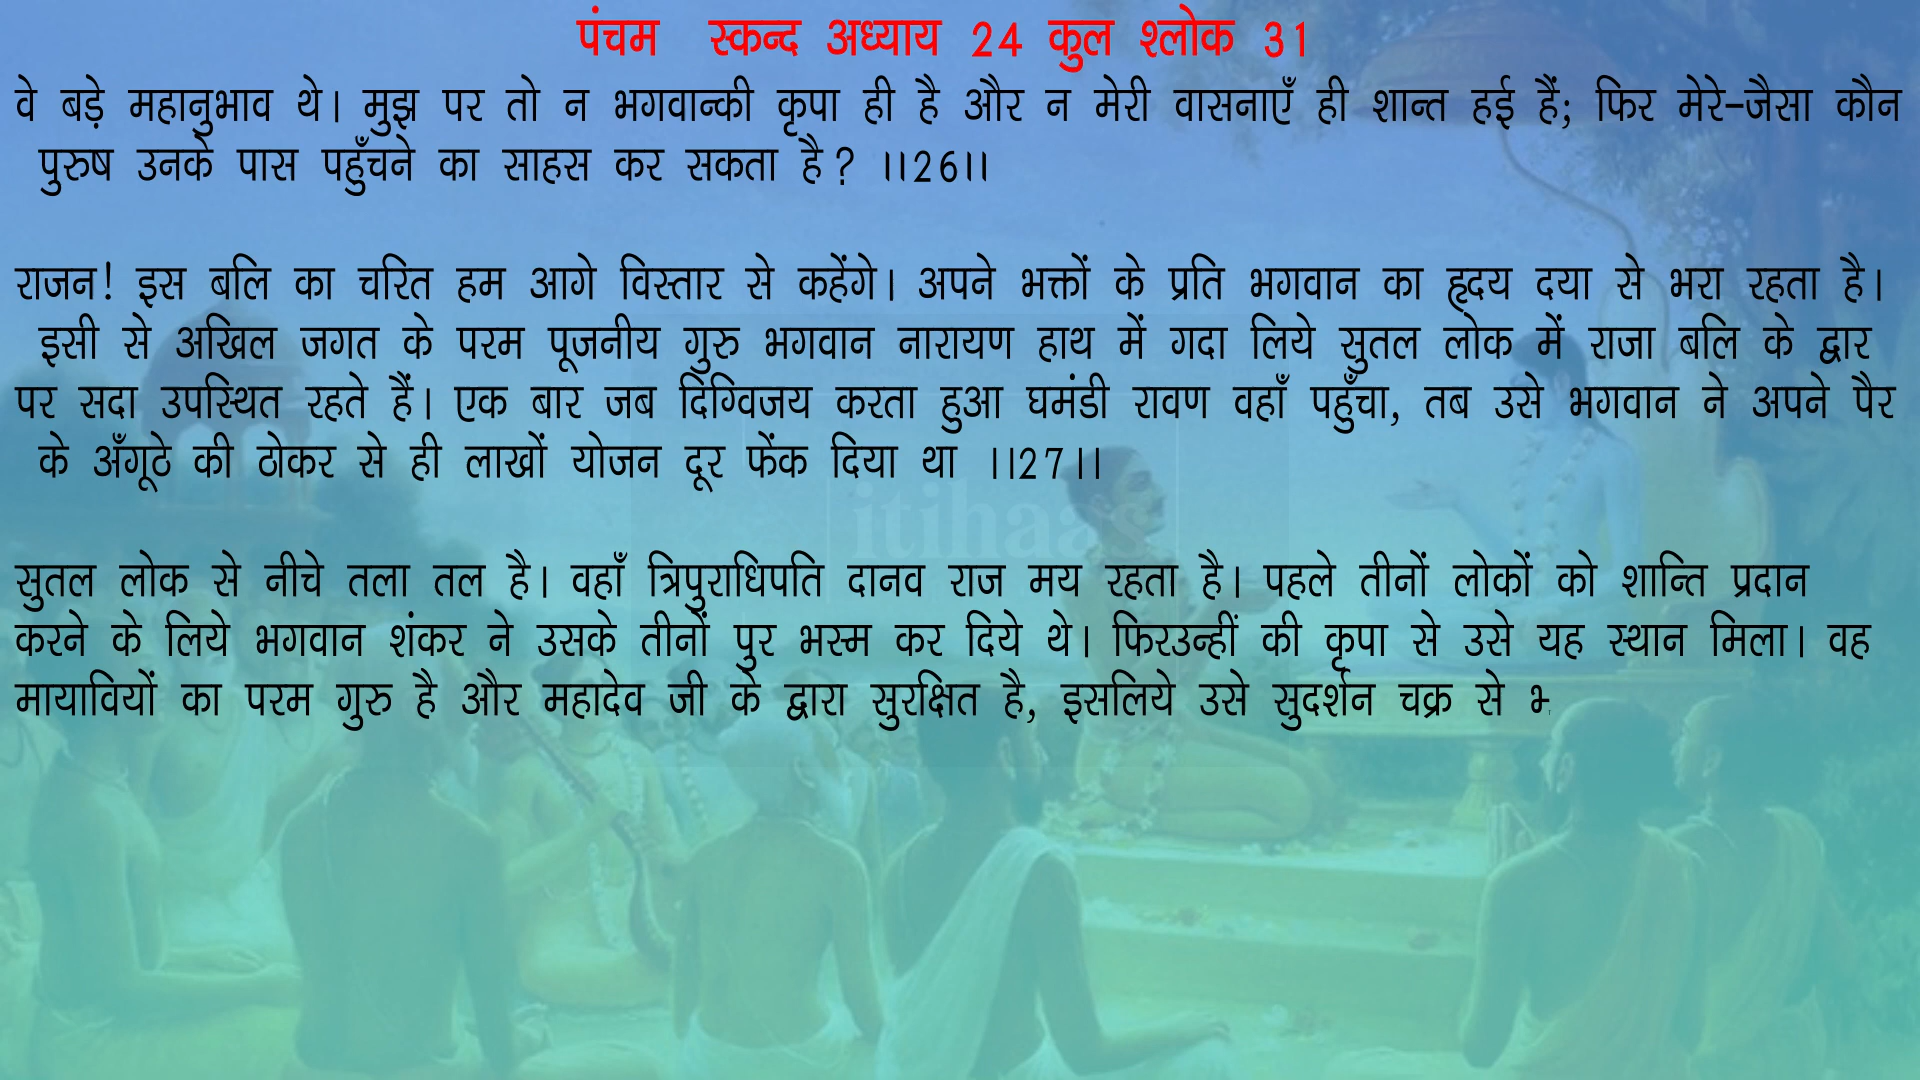 पंचम स्कन्द अध्याय 24 कुल श्लोक 31
वे बड़े महानुभाव थे। मुझ पर तो न भगवान्की कृपा ही है और न मेरी वासनाएँ ही शान्त हई हैं; फिर मेरे-जैसा कौन
पुरुष उनके पास पहुँचने का साहस कर सकता है? ।।26।।
राजन! इस बलि का चरित हम आगे विस्तार से कहेंगे। अपने भक्तों के प्रति भगवान का हृदय दया से भरा रहता है।
इसी से अखिल जगत के परम पूजनीय गुरु भगवान नारायण हाथ में गदा लिये सुतल लोक में राजा बलि के द्वार
पर सदा उपस्थित रहते हैं। एक बार जब दिग्विजय करता हुआ घमंडी रावण वहाँ पहुँचा, तब उसे भगवान ने अपने पैर
के अँगूठे की ठोकर से ही लाखों योजन दूर फेंक दिया था ।।27।।
itihaas
सुतल लोक से नीचे तला तल है। वहाँ त्रिपुराधिपति दानव राज मय रहता है। पहले तीनों लोकों को शान्ति प्रदान
करने के लिये भगवान शंकर ने उसके तीनों पुर भस्म कर दिये थे। फिरउन्हीं की कृपा से उसे यह स्थान मिला। वह
मायावियों का परम गुरु है और महादेव जी के द्वारा सुरक्षित है, इसलिये उसे सुदर्शन चक्र से